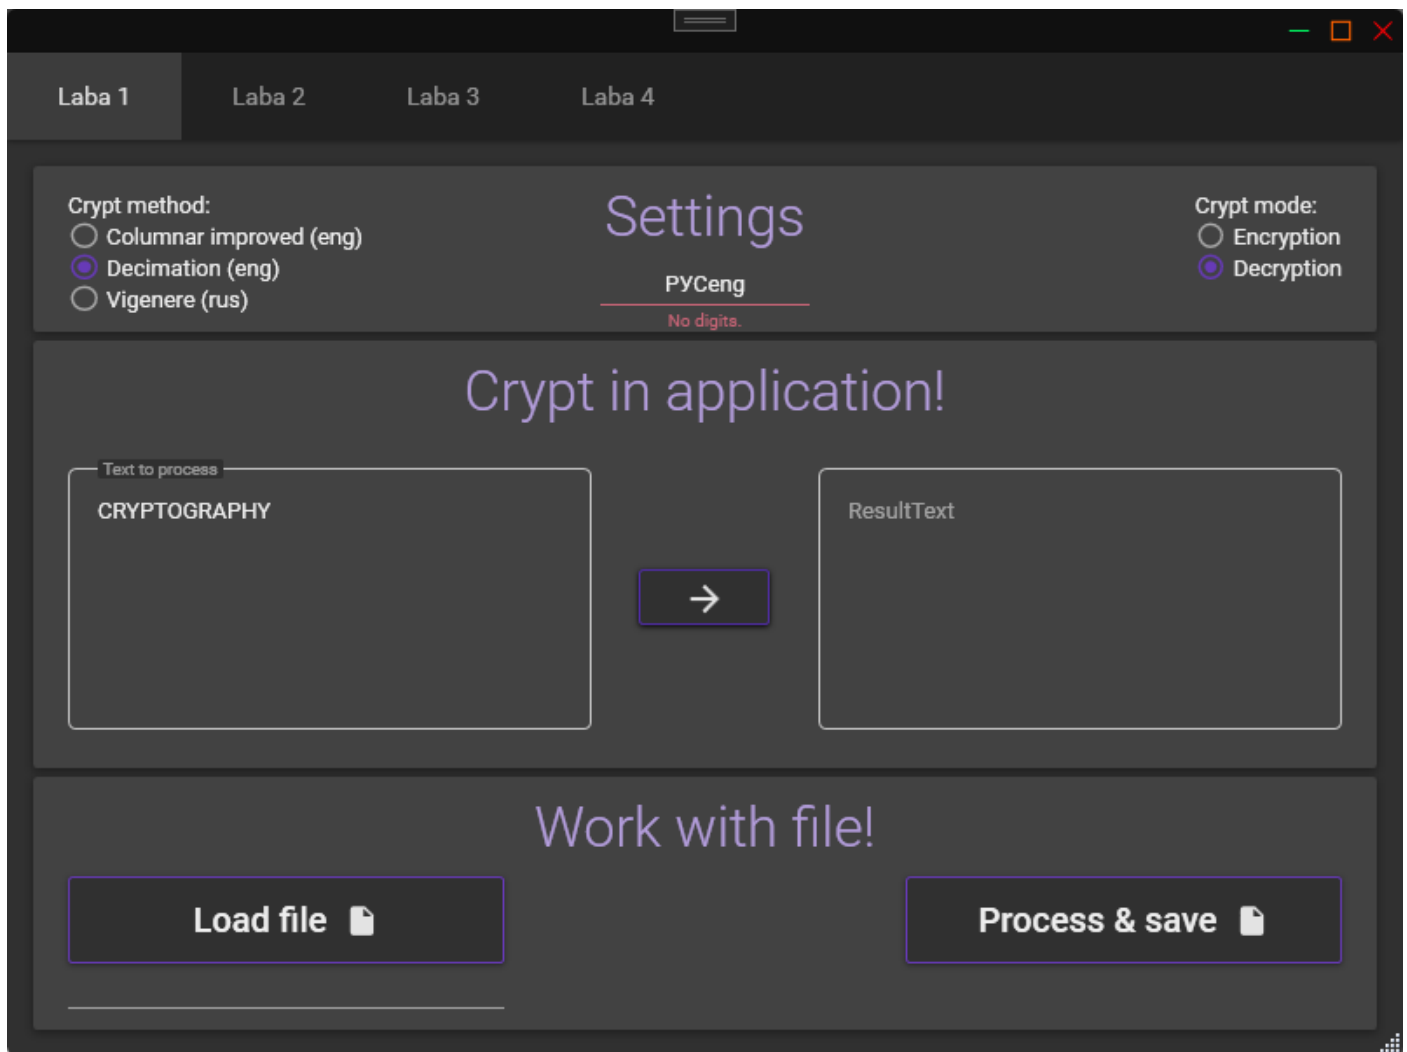 Laba 1 Laba 2 Laba 3 Laba 4
Crypt method:
Columnar improved (eng)
Decimation (eng)
Vigenere (rus)
Settings
РУСeng
No digits.
Crypt mode:
Encryption
Decryption
Crypt in application!
Text to process
CRYPTOGRAPHY
ResultText
Work with file!
Load file
Process & save